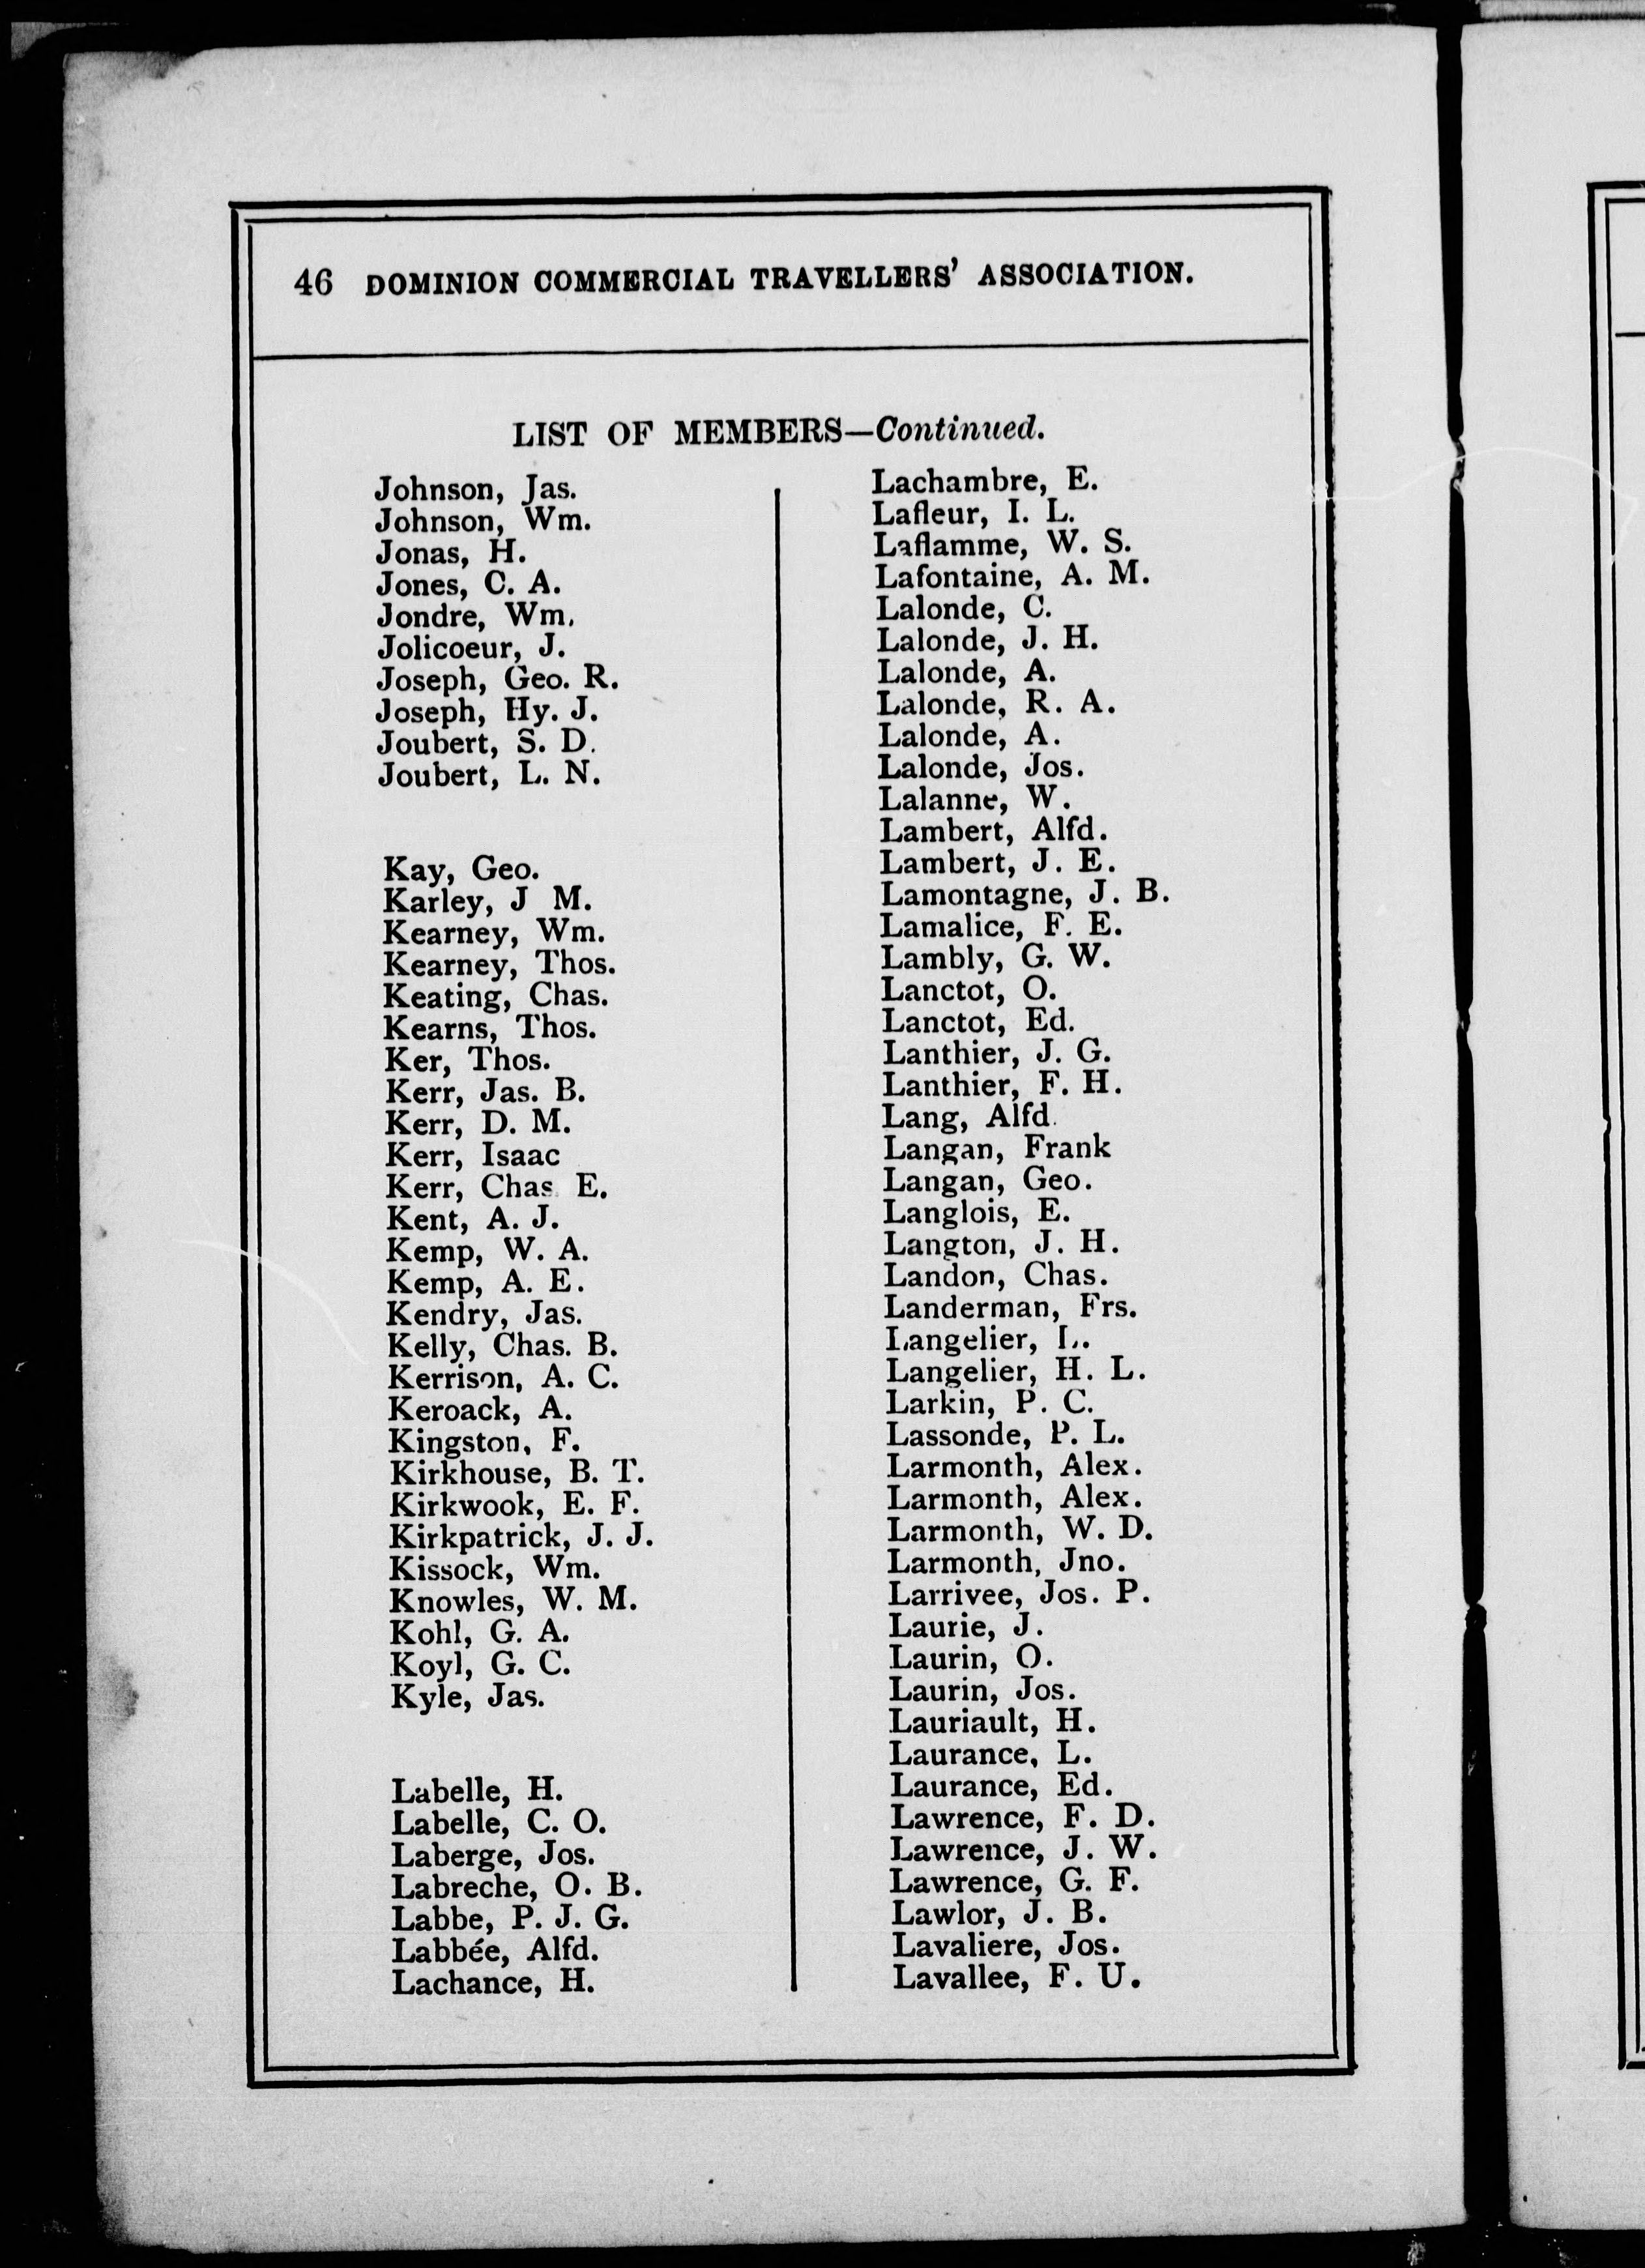 46 DOMINION COMMERCIAL TRAVELLERS' ASSOCIATION.
LIST OF MEMBERS—Continued.
Johnson, Jas.
Johnson, Wm.
Jonas, H.
Jones, C. A.
Jondre, Wm.
Jolicoeur, J.
Joseph, Geo. R.
Joseph, Hy. J.
Joubert, S. D.
Joubert, L. N.
Kay, Geo.
Karley, J M.
Kearney, Wm.
Kearney, Thos.
Keating, Chas.
Kearns, Thos.
Ker, Thos.
Kerr, Jas. B.
Kerr, D. M.
Kerr, Isaac
Kerr, Chas E.
Kent, A. J.
Kemp, W. A.
Kemp, A. E.
Kendry, Jas.
Kelly, Chas. B.
Kerrison, A. C.
Keroack, A.
Kingston, F.
Kirkhouse, B. T.
Kirkwook, E. F.
Kirkpatrick, J. J.
Kissock, Wm.
Knowles, W. M.
Kohl, G. A.
Koyl, G. C.
Kyle, Jas.
Labelle, H.
Labelle, C. O.
Laberge, Jos.
Labreche, O. B.
Labbe, P. J. G.
Labbée, Alfd.
Lachance, H.
Lachambre, E.
Lafleur, I. L.
Laflamme, W. S.
Lafontaine, A. M.
Lalonde, C.
Lalonde, J. H.
Lalonde, A.
Lalonde, R. A.
Lalonde, A.
Lalonde, Jos.
Lalanne, W.
Lambert, Alfd.
Lambert, J. E.
Lamontagne, J. B.
Lamalice, F. E.
Lambly, G. W.
Lanctot, O.
Lanctot, Ed.
Lanthier, J. G.
Lanthier, F. H.
Lang, Alfd.
Langan, Frank
Langan, Geo.
Langlois, E.
Langton, J. H.
Landon, Chas.
Landerman, Frs.
Langelier, L.
Langelier, H. L.
Larkin, P. C.
Lassonde, P. L.
Larmonth, Alex.
Larmonth, Alex.
Larmonth, W. D.
Larmonth, Jno.
Larrivee, Jos. P.
Laurie, J.
Laurin, O.
Laurin, Jos.
Lauriault, H.
Laurance, L.
Laurance, Ed.
Lawrence, F. D.
Lawrence, J. W.
Lawrence, G. F.
Lawlor, J. B.
Lavaliere, Jos.
Lavallee, F. U.